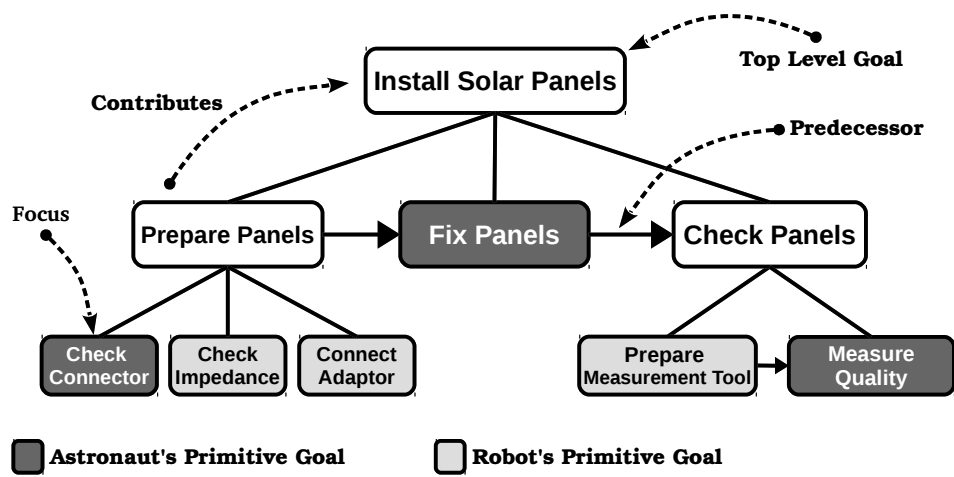 Top Level Goal
Install Solar Panels
Contributes
Predecessor
Focus
Prepare Panels
Fix Panels
Check Panels
Check
Connector
Check
Impedance
Connect
Adaptor
Prepare
Measurement Tool
Measure
Quality
Astronaut's Primitive Goal
Robot's Primitive Goal